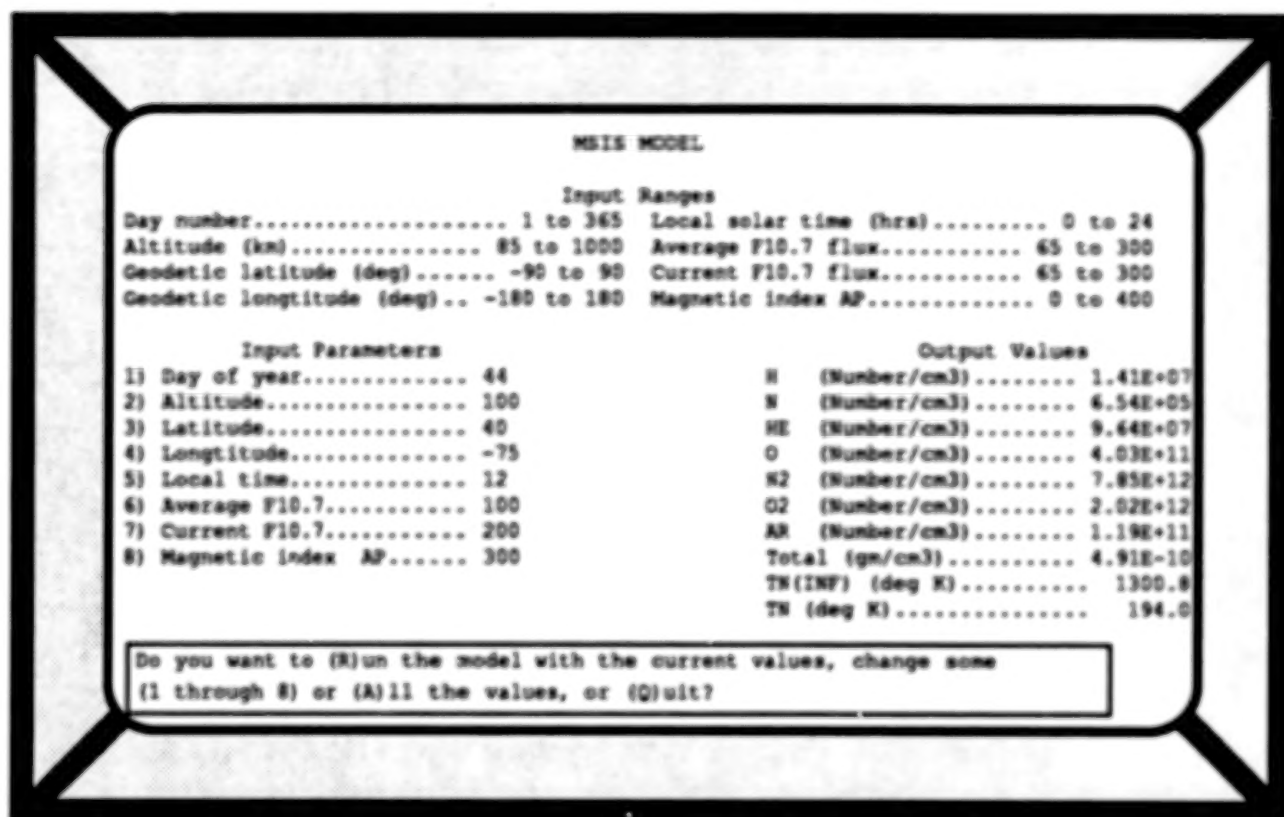 MSIS MODEL
Input Ranges
Day number.................... 1 to 365  Local solar time (hrs)......... 0 to 24
Altitude (km)............... 85 to 1000  Average F10.7 flux........... 65 to 300
Geodetic latitude (deg)....... -90 to 90  Current F10.7 flux........... 65 to 300
Geodetic longtitude (deg).. -180 to 180  Magnetic index AP............. 0 to 400
Input Parameters                    Output Values
1) Day of year............. 44     H   (Number/cm3)........ 1.41E+07
2) Altitude................ 100    N   (Number/cm3)........ 6.54E+05
3) Latitude................ 40     HE  (Number/cm3)........ 9.64E+07
4) Longtitude.............. -75    O   (Number/cm3)........ 4.03E+11
5) Local time.............. 12     N2  (Number/cm3)........ 7.85E+12
6) Average F10.7........... 100    O2  (Number/cm3)........ 2.02E+12
7) Current F10.7........... 200    AR  (Number/cm3)........ 1.19E+11
8) Magnetic index  AP...... 300    Total (gm/cm3).......... 4.91E-10
TN(INF) (deg K)..........  1300.8
TN (deg K)...............  194.0
Do you want to (R)un the model with the current values, change some
(1 through 8) or (A)ll the values, or (Q)uit?